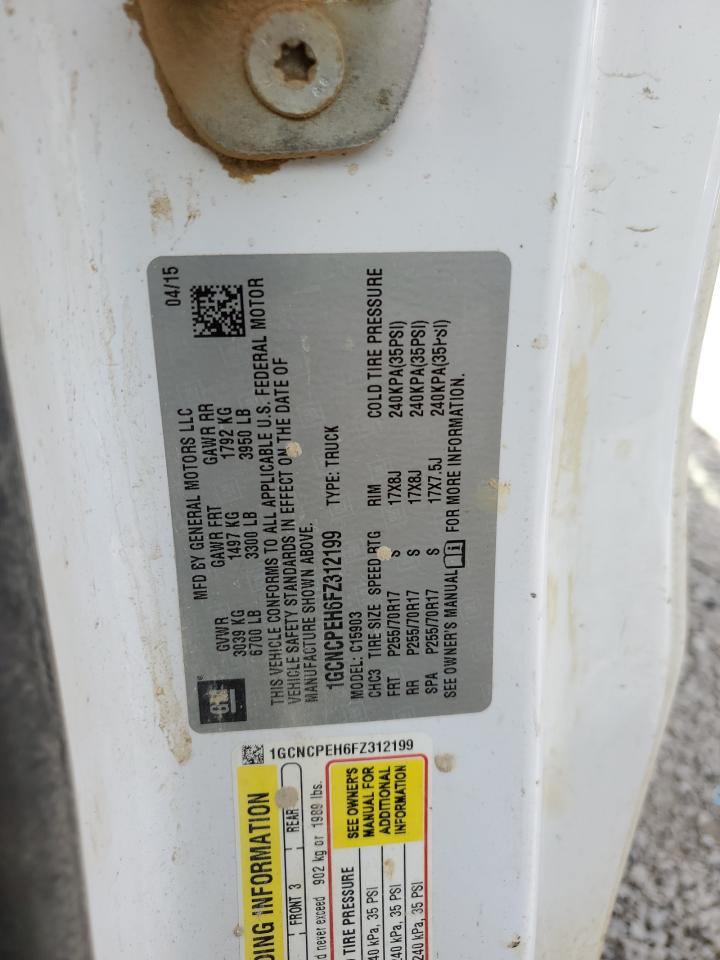 MFD BY GENERAL MOTORS LLC 04/15
GVWR GAWR FRT GAWR RR
3039 KG 1497 KG 1792 KG
6700 LB 3300 LB 3950 LB
GM
THIS VEHICLE CONFORMS TO ALL APPLICABLE U.S. FEDERAL MOTOR
VEHICLE SAFETY STANDARDS IN EFFECT ON THE DATE OF
MANUFACTURE SHOWN ABOVE.
1GCNCPEH6FZ312199 TYPE: TRUCK
MODEL: C15903
CHC3 TIRE SIZE SPEED RTG RIM COLD TIRE PRESSURE
FRT P255/70R17 S 17X8J 240KPA(35PSI)
RR P255/70R17 S 17X8J 240KPA(35PSI)
SPA P255/70R17 S 17X7.5J 240KPA(35PSI)
SEE OWNER'S MANUAL FOR MORE INFORMATION.
1GCNCPEH6FZ312199
DING INFORMATION
FRONT 3 REAR
d never exceed 902 kg or 1989 lbs.
TIRE PRESSURE
240 kPa, 35 PSI
240 kPa, 35 PSI
240 kPa, 35 PSI
SEE OWNER'S
MANUAL FOR
ADDITIONAL
INFORMATION